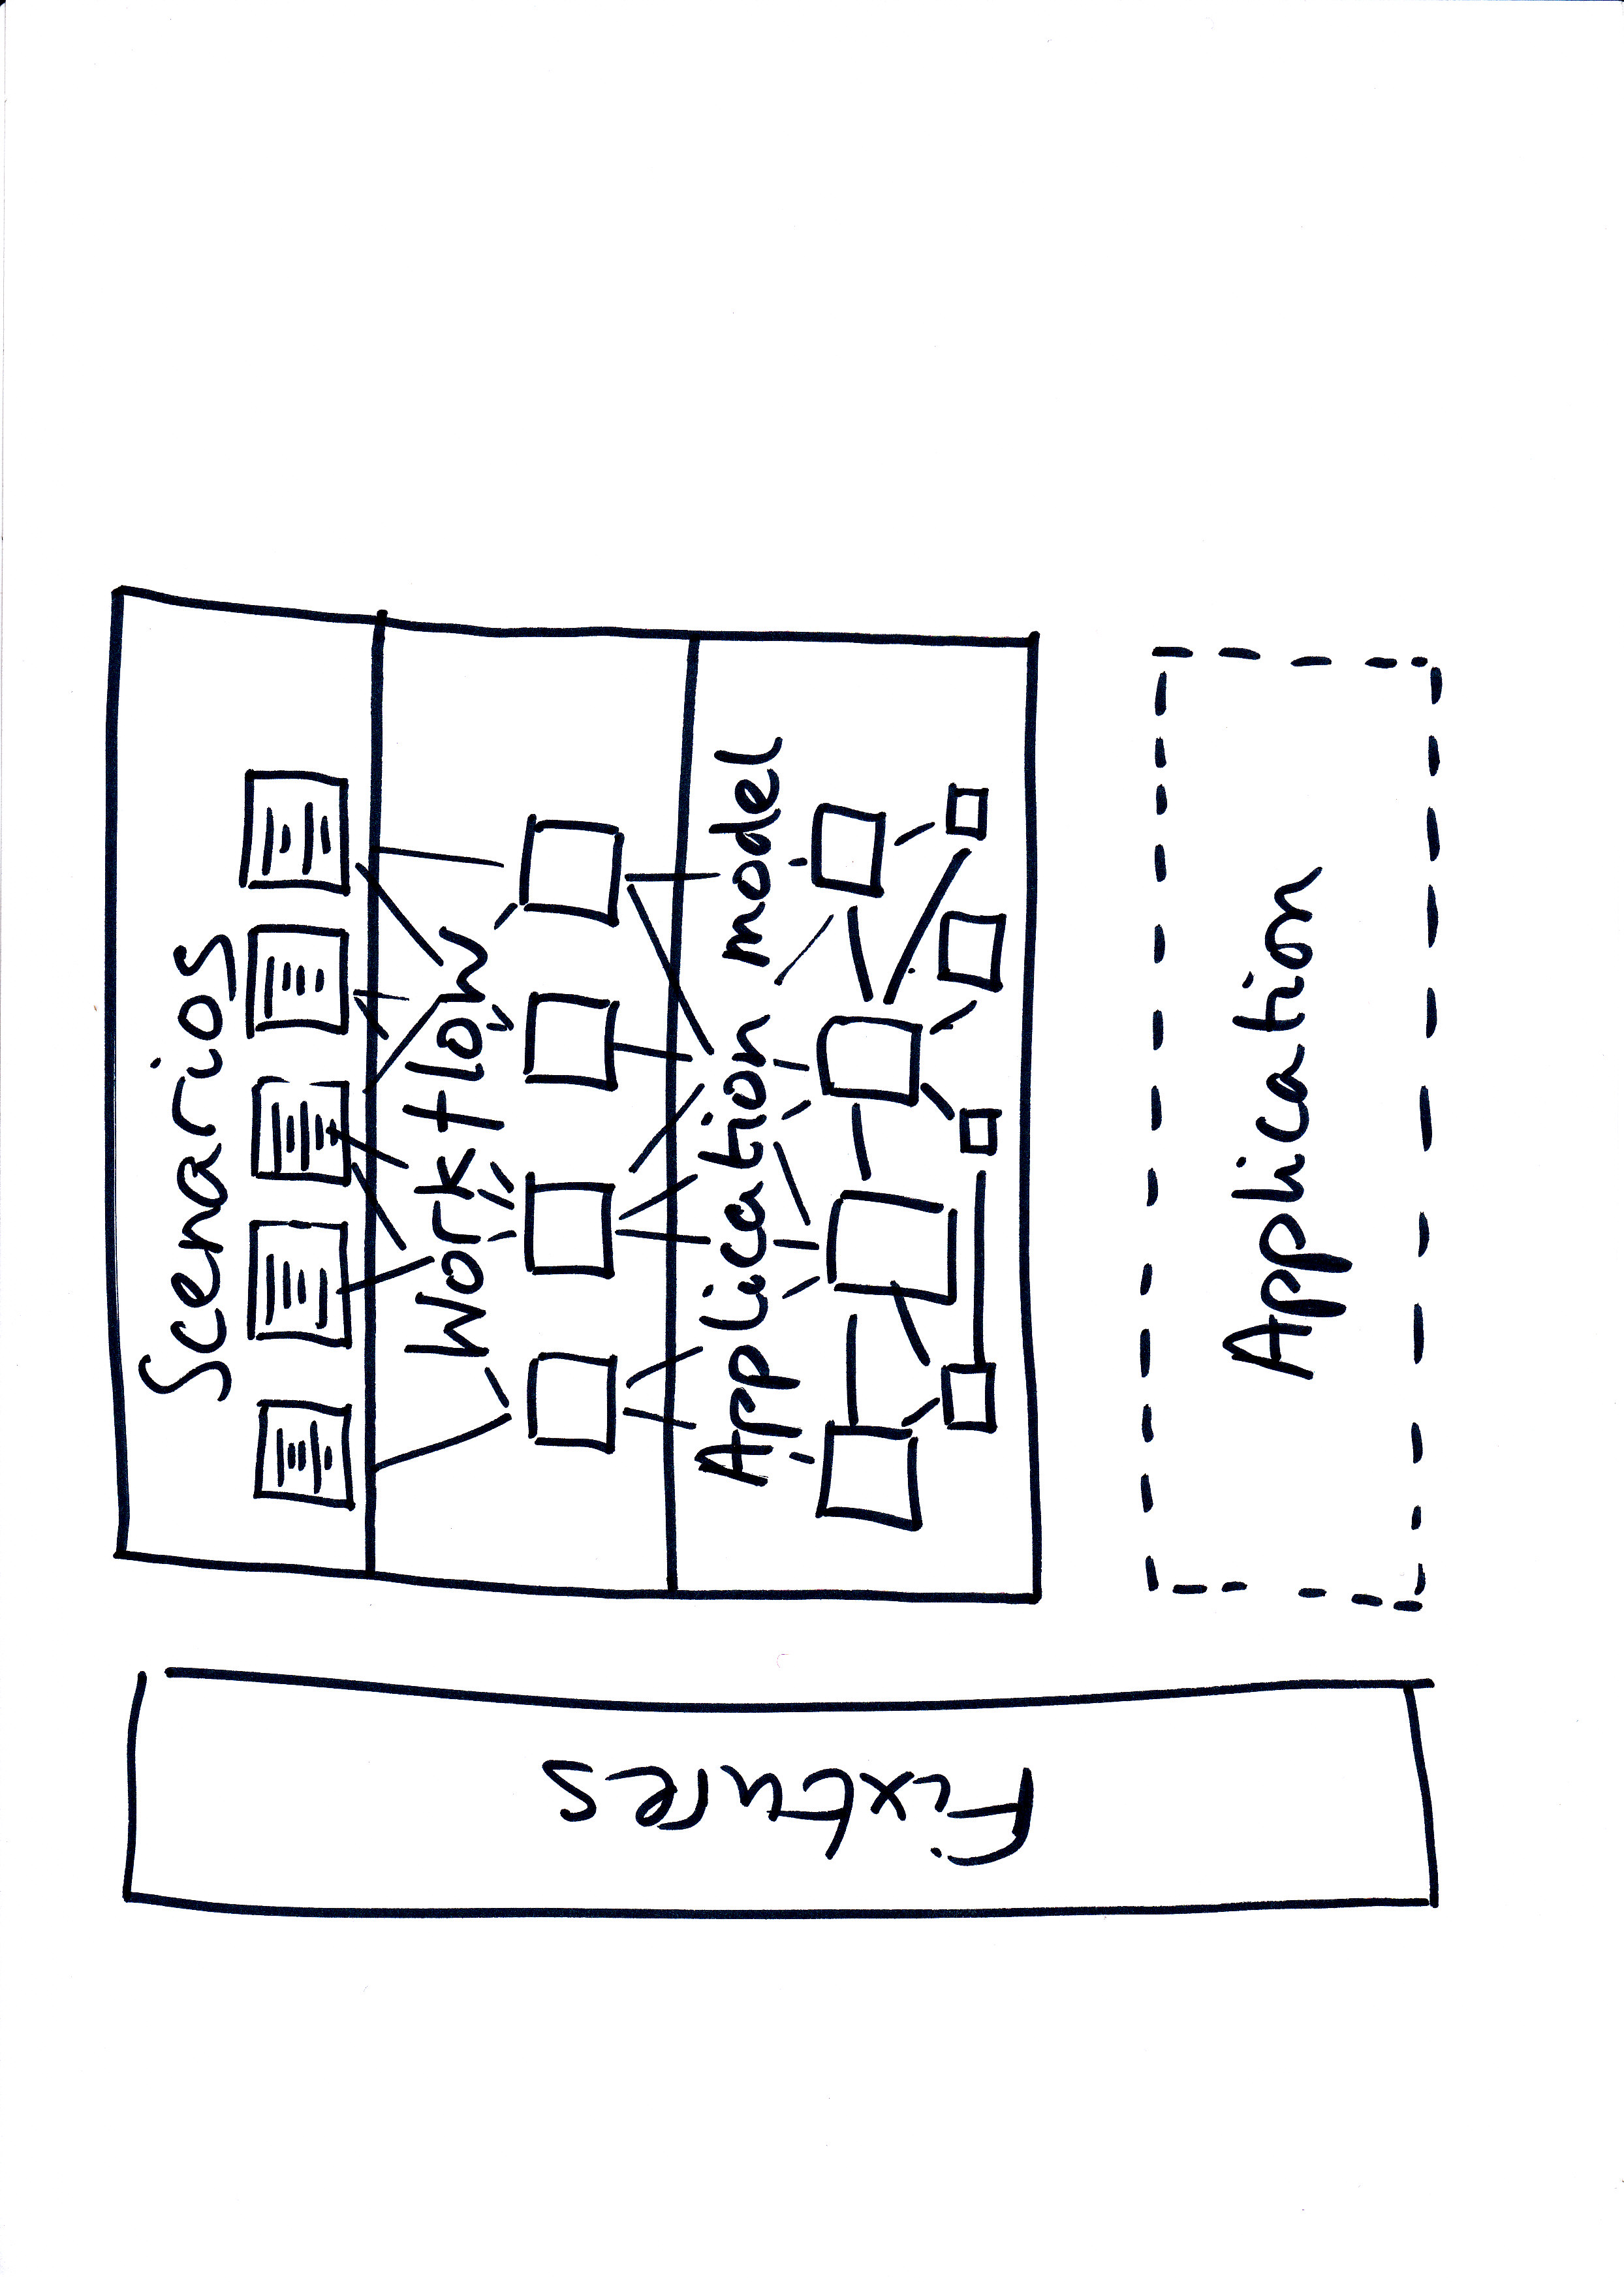 Scenarios
Workflow
Application model
Application
Fixtures